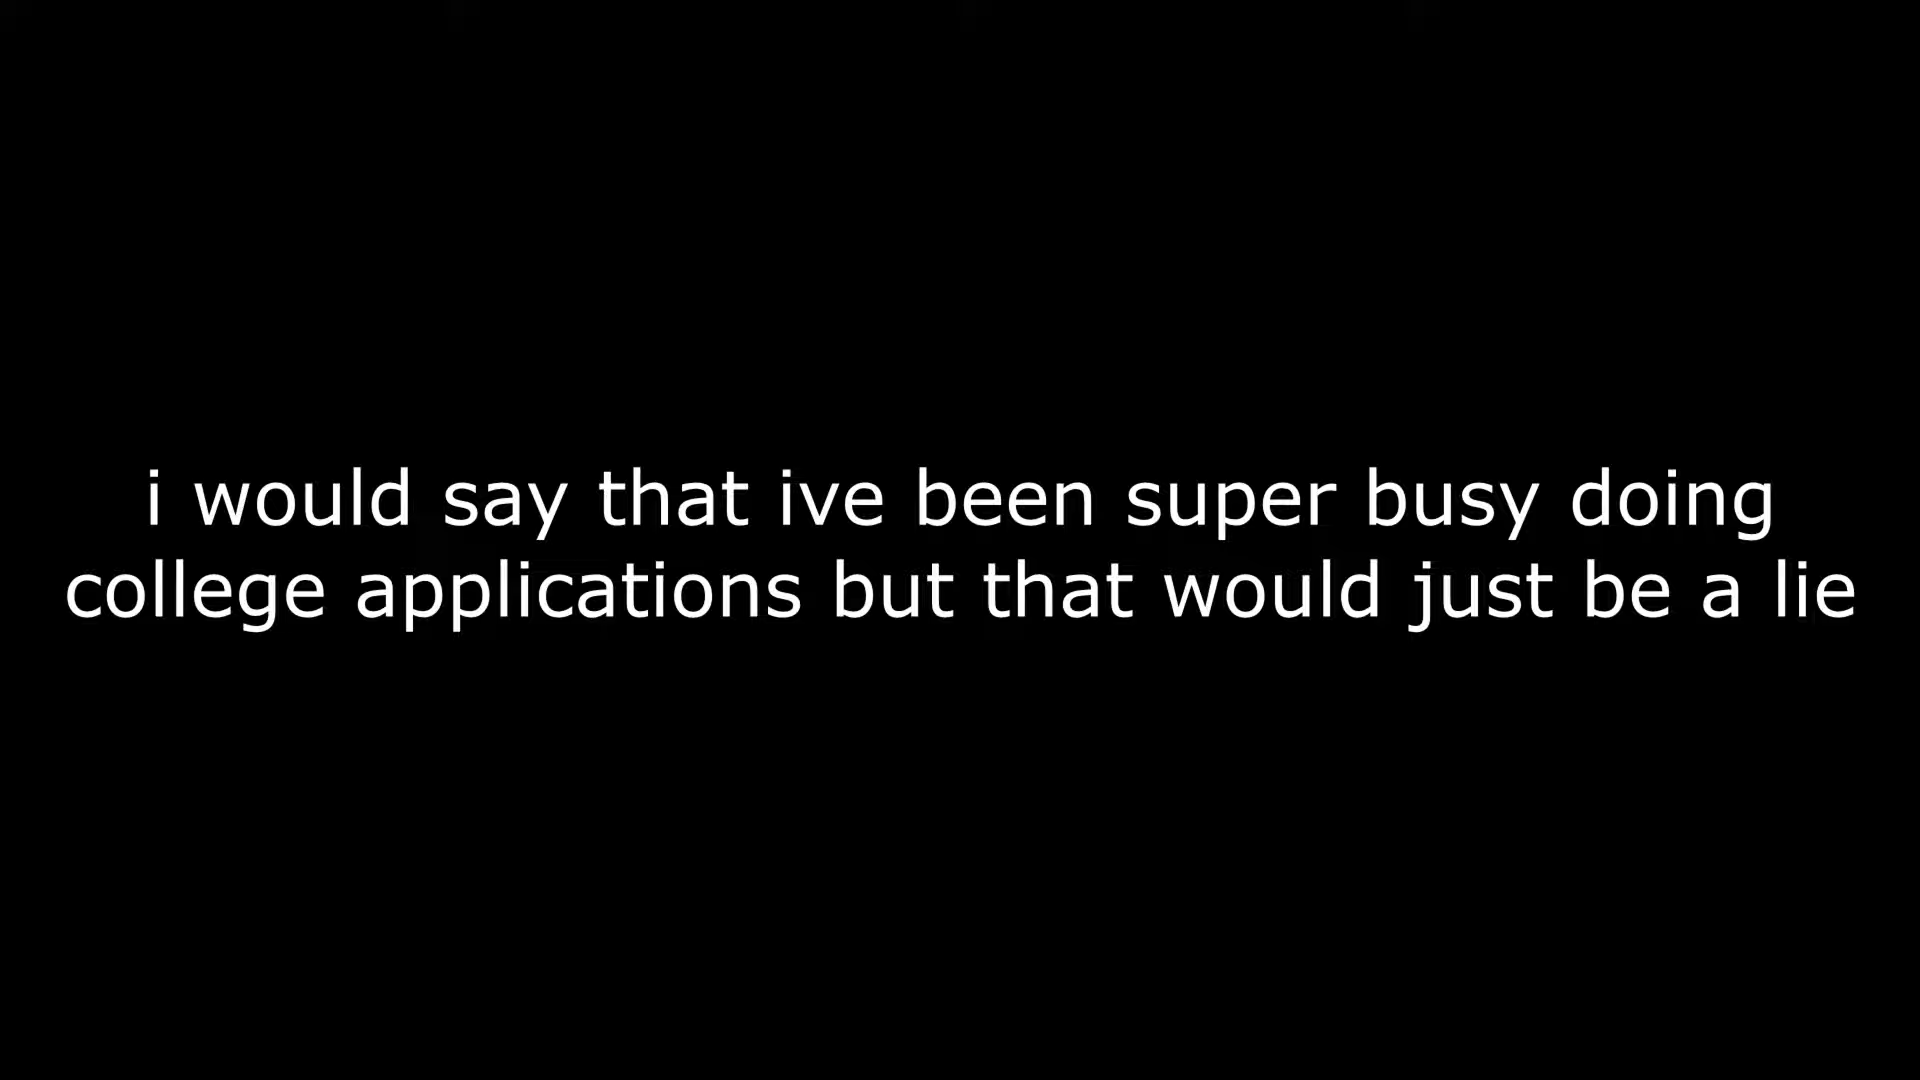 i would say that ive been super busy doing
college applications but that would just be a lie